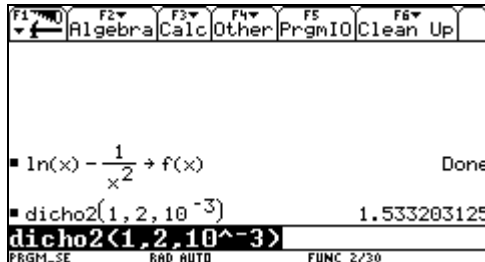 F1 F2 Algebra F3 Calc F4 Other F5 PrgmIO F6 Clean Up
ln(x) - 1/x^2 → f(x) Done
dicho2(1,2,10^-3) 1.533203125
dicho2(1,2,10^-3)
PRGM_SE RAD AUTO FUNC 2/30